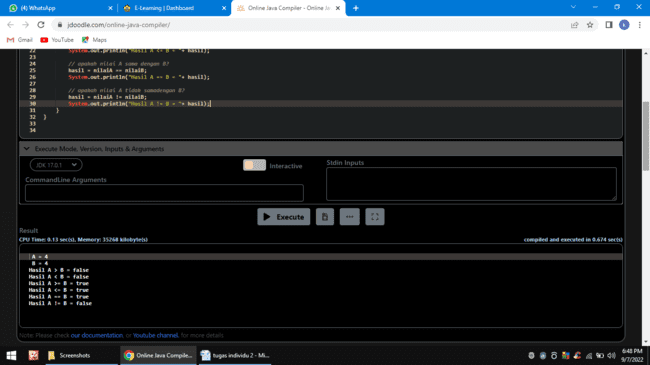 (4) WhatsApp
E-Learning | Dashboard
Online Java Compiler - Online Ja
jdoodle.com/online-java-compiler/
Gmail
YouTube
Maps
22 System.out.println("Hasil A <= B = "+ hasil);
23
24 // apakah nilai A sama dengan B?
25 hasil = nilaiA == nilaiB;
26 System.out.println("Hasil A == B = "+ hasil);
27
28 // apakah nilai A tidak samadengan B?
29 hasil = nilaiA != nilaiB;
30 System.out.println("Hasil A != B = "+ hasil);
31 }
32 }
33
34
Execute Mode, Version, Inputs & Arguments
JDK 17.0.1
Interactive
Stdin Inputs
CommandLine Arguments
Execute
Result
CPU Time: 0.13 sec(s), Memory: 35268 kilobyte(s)
compiled and executed in 0.674 sec(s)
A = 4
B = 4
Hasil A > B = false
Hasil A < B = false
Hasil A >= B = true
Hasil A <= B = true
Hasil A == B = true
Hasil A != B = false
Note: Please check our documentation or Youtube channel. for more details.
Screenshots
Online Java Compile...
tugas individu 2 - Mi...
6:48 PM
9/7/2022